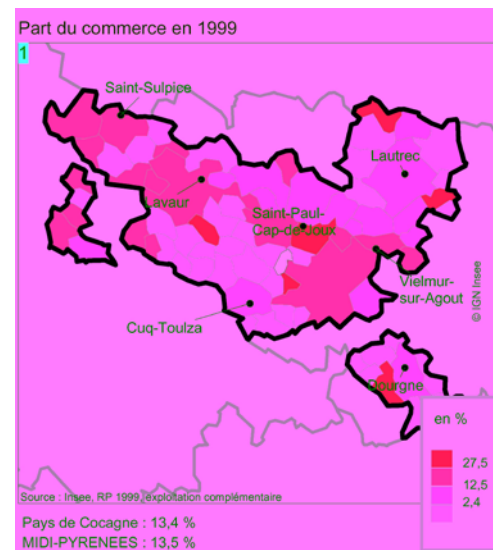 Part du commerce en 1999
1
Saint-Sulpice
Lautrec
Lavaur
Saint-Paul-
Cap-de-Joux
Vielmur-
sur-Agout
Cuq-Toulza
© IGN Insee
Dourgne
en %
27,5
12,5
2,4
Source : Insee, RP 1999, exploitation complémentaire
Pays de Cocagne : 13,4 %
MIDI-PYRENEES : 13,5 %